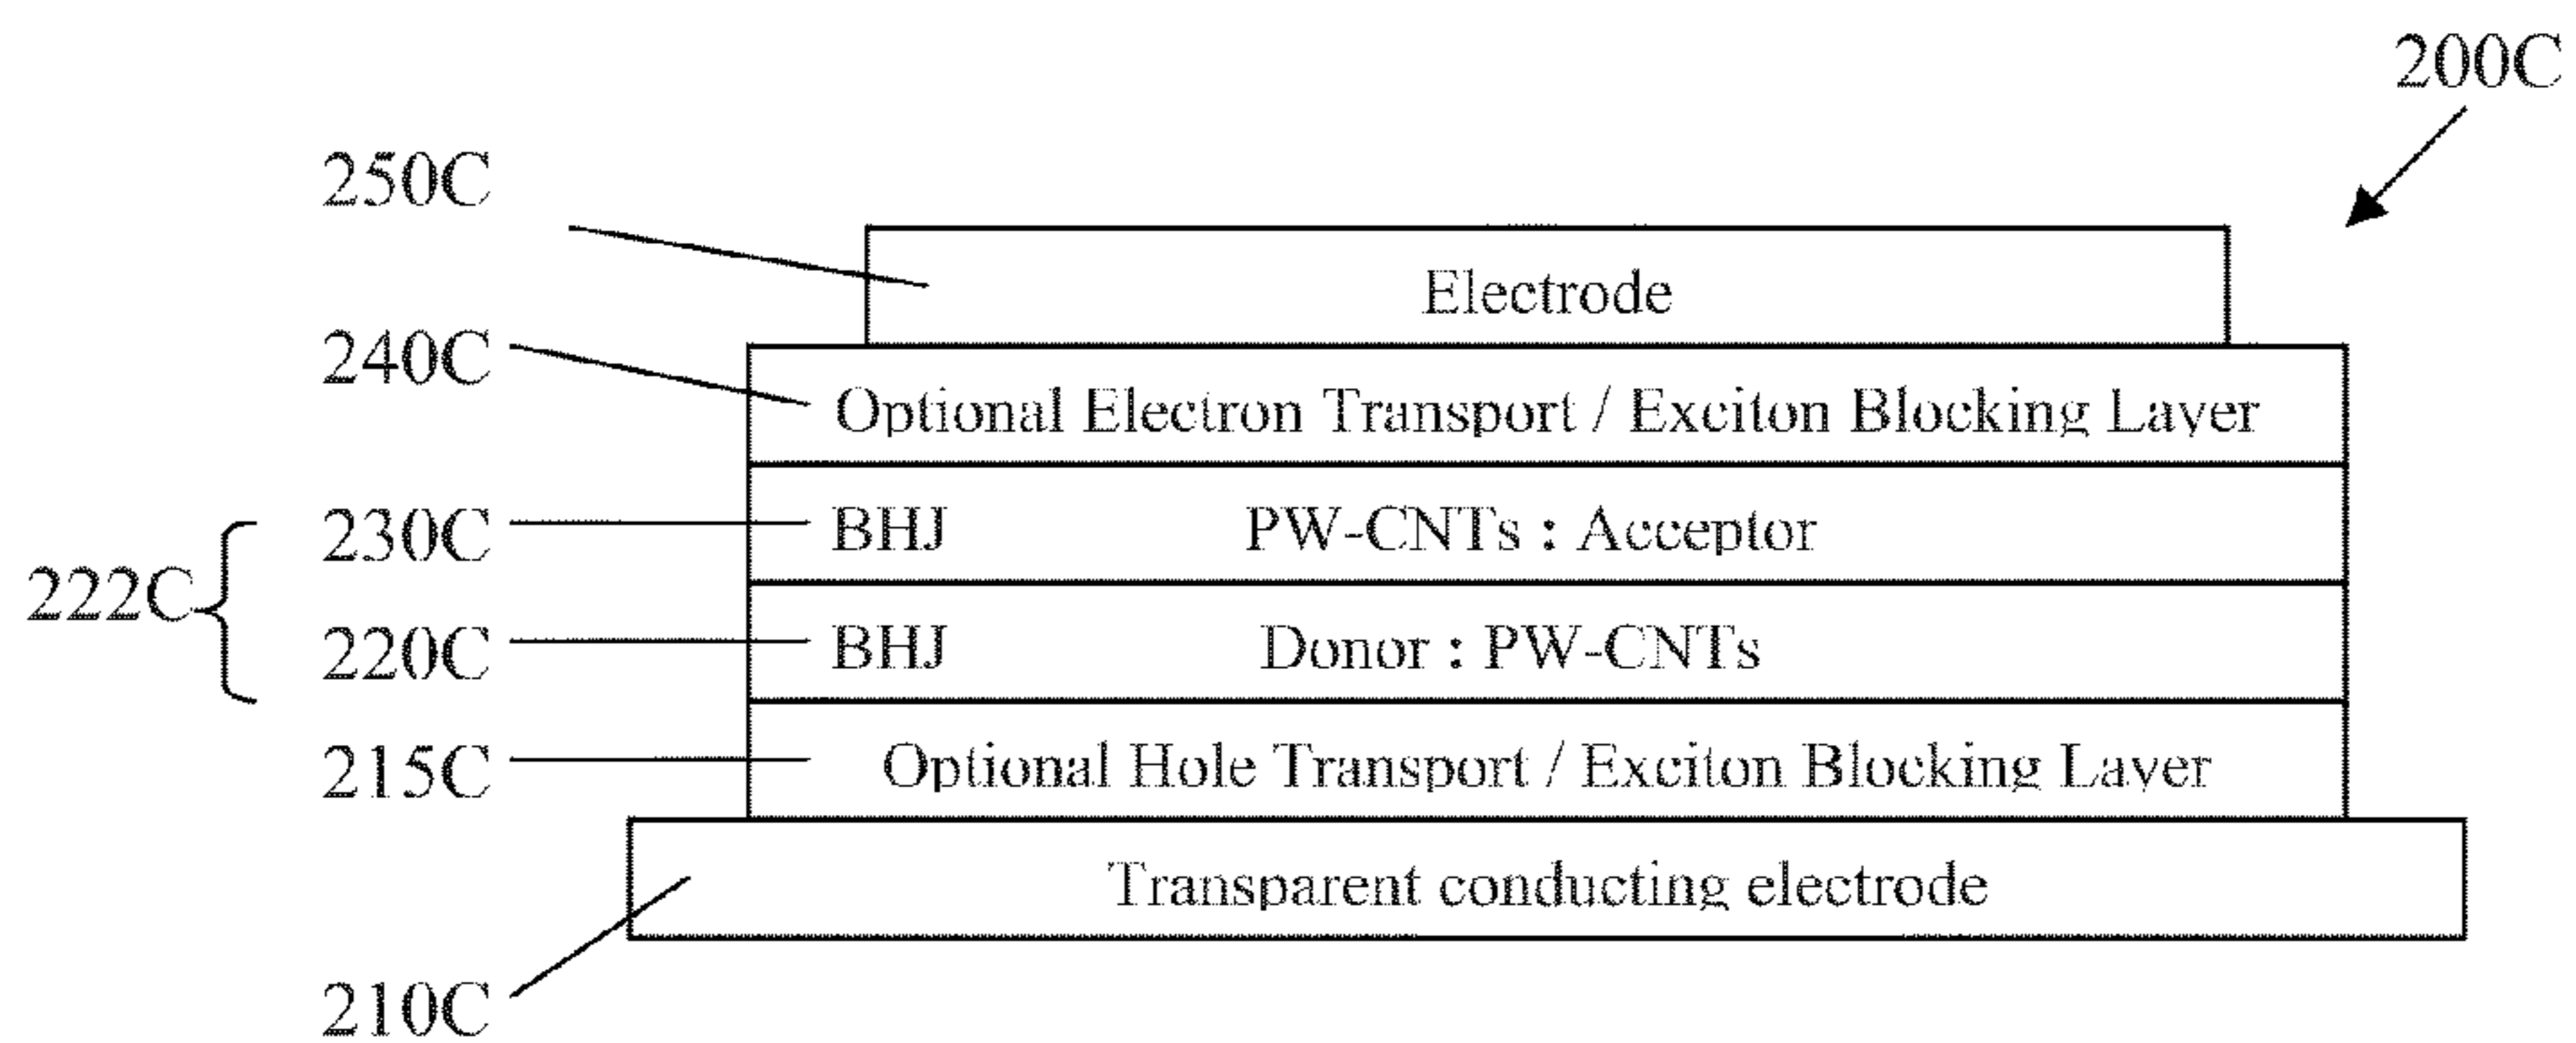 200C
250C
Electrode
240C
Optional Electron Transport / Exciton Blocking Layer
230C
BHJ PW-CNTs : Acceptor
222C
220C
BHJ Donor : PW-CNTs
215C
Optional Hole Transport / Exciton Blocking Layer
Transparent conducting electrode
210C